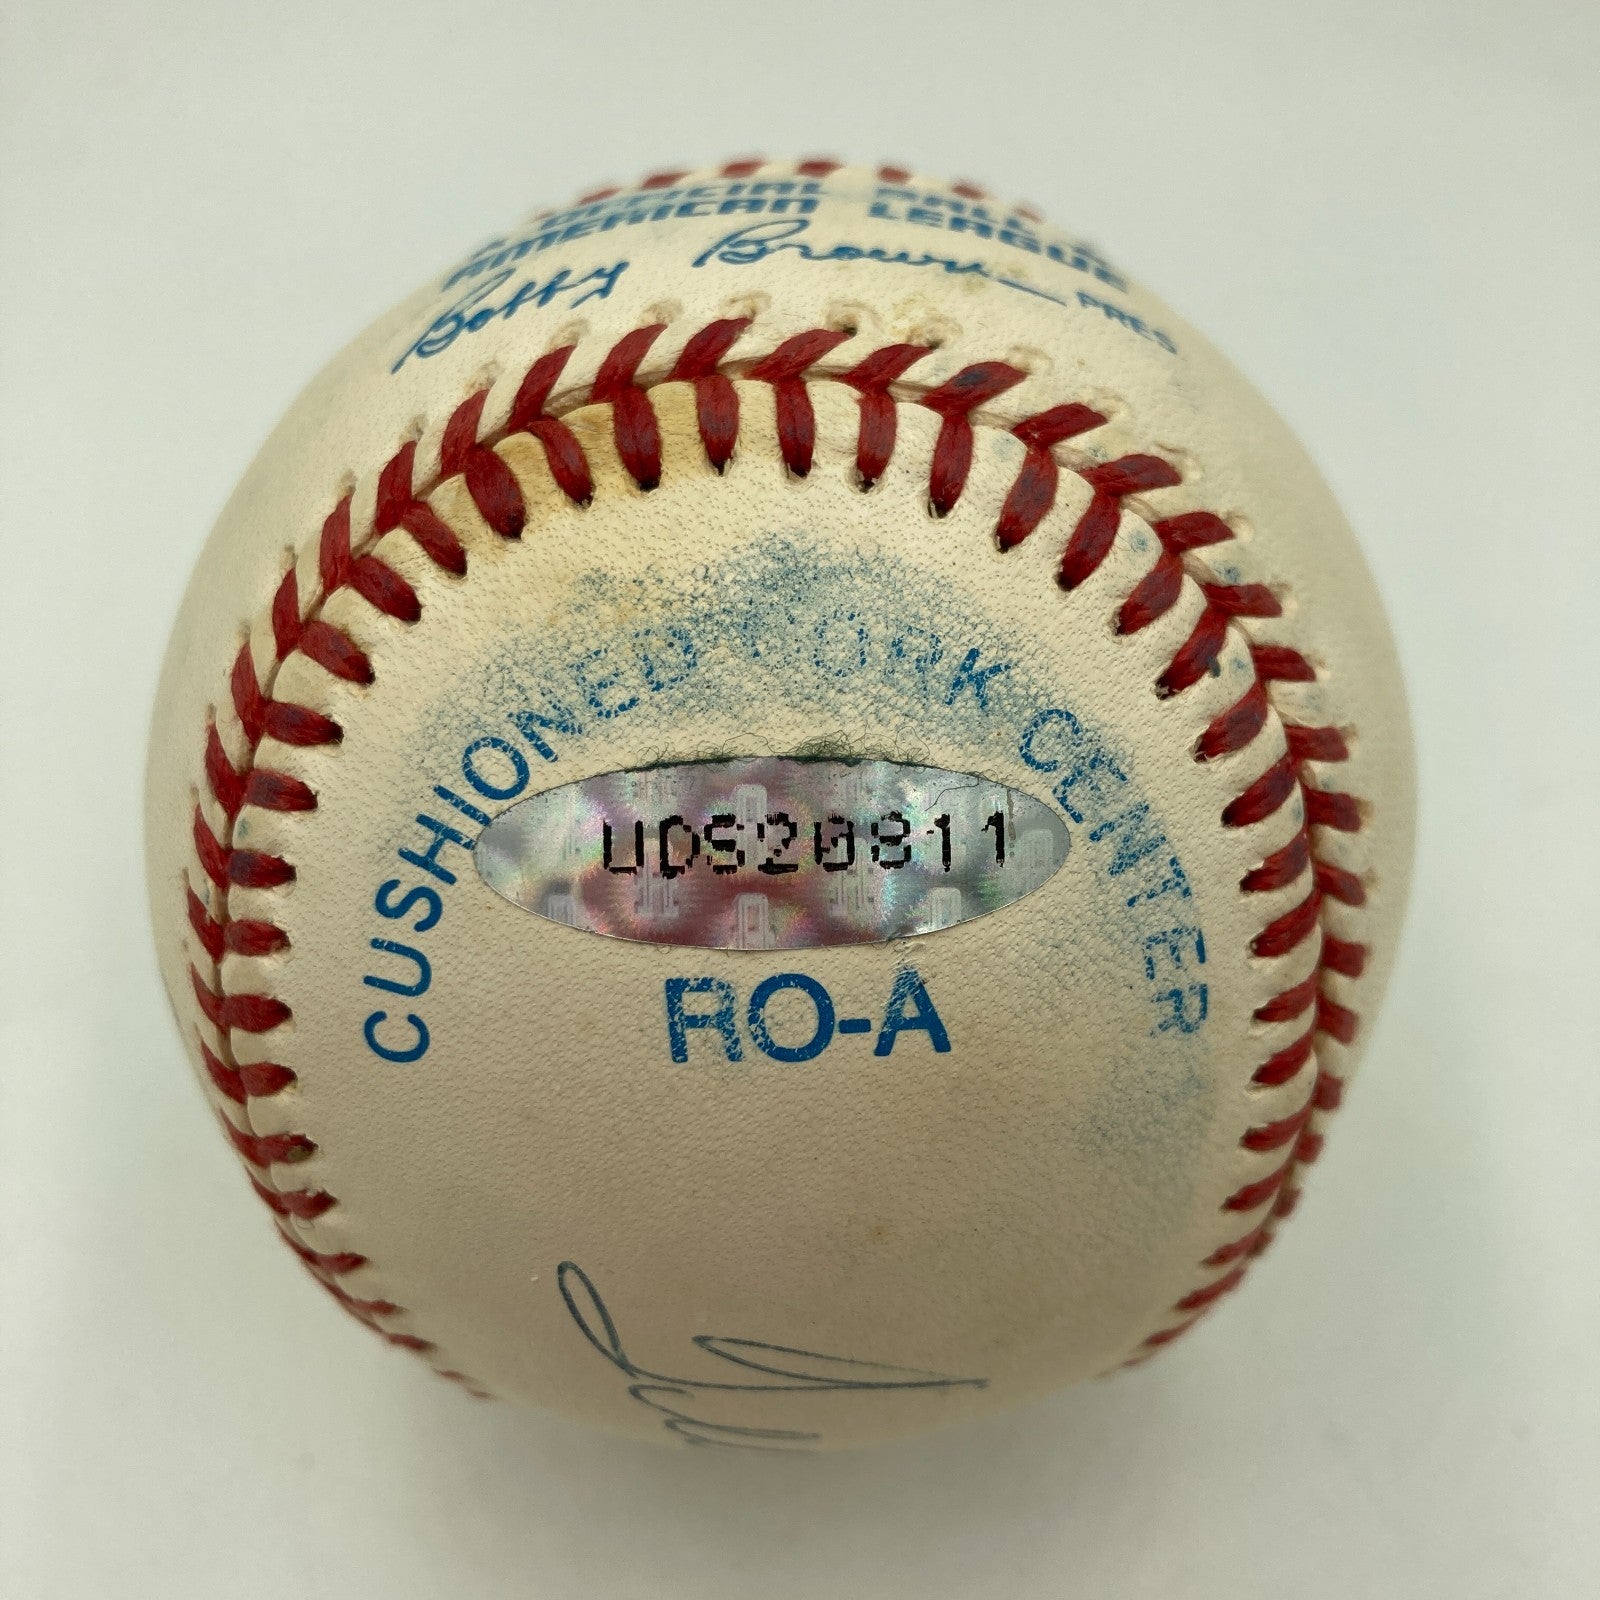 OFFICIAL BALL
AMERICAN LEAGUE
Bobby Brown PRES
CUSHIONED CORK CENTER
UDS20811
RO-A